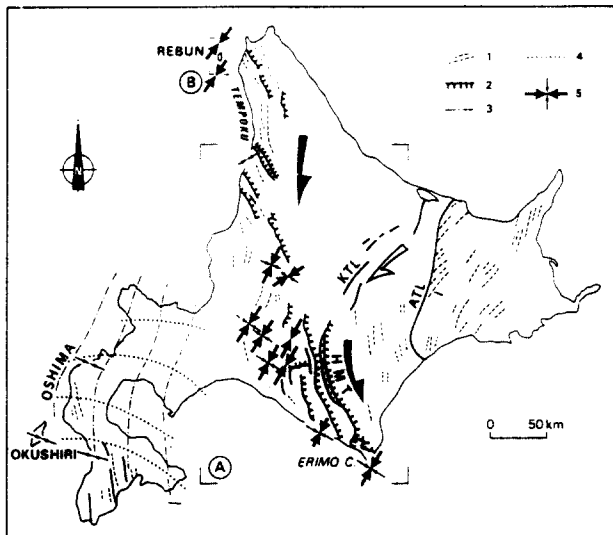 REBUN
B
TEMPOKU
1
2
3
4
5
N
KTL
ATL
HMT
OSHIMA
OKUSHIRI
A
ERIMO C.
0 50km